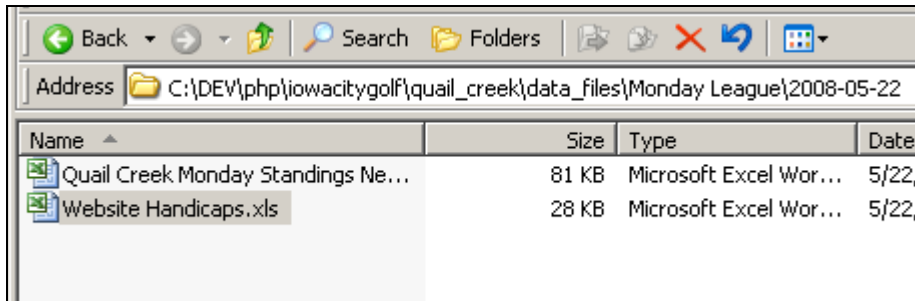 Back Search Folders
Address C:\DEV\php\iowacitygolf\quail_creek\data_files\Monday League\2008-05-22
Name Size Type Date
Quail Creek Monday Standings Ne... 81 KB Microsoft Excel Wor... 5/22,
Website Handicaps.xls 28 KB Microsoft Excel Wor... 5/22,